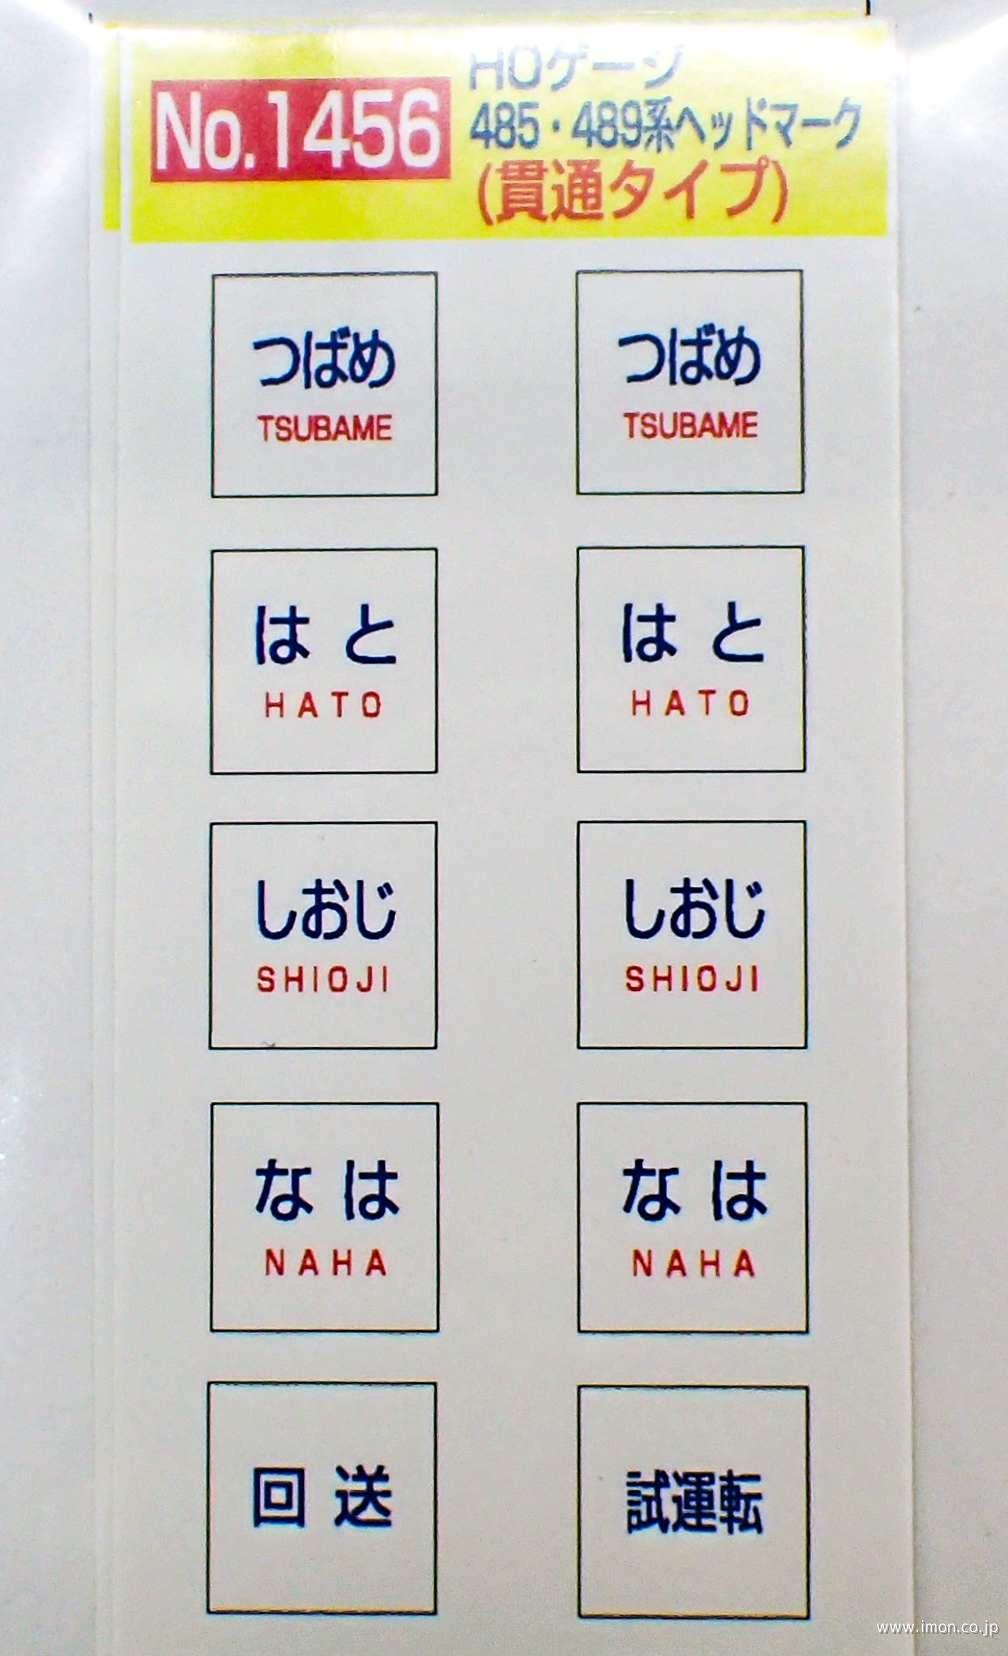 No.1456
HOゲージ
485・489系ヘッドマーク
(貫通タイプ)
つばめ つばめ
TSUBAME TSUBAME
はと はと
HATO HATO
しおじ しおじ
SHIOJI SHIOJI
なは なは
NAHA NAHA
回送 試運転
www.imon.co.jp